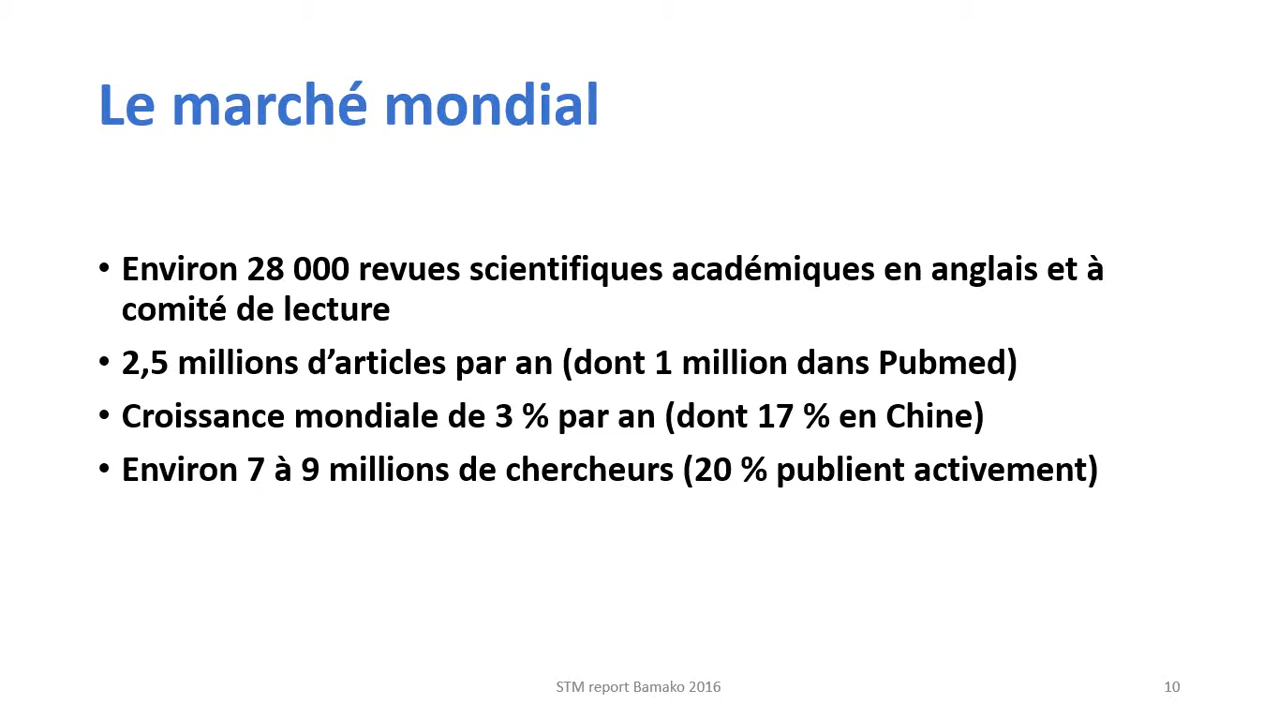 Le marché mondial
• Environ 28 000 revues scientifiques académiques en anglais et à
comité de lecture
• 2,5 millions d’articles par an (dont 1 million dans Pubmed)
• Croissance mondiale de 3 % par an (dont 17 % en Chine)
• Environ 7 à 9 millions de chercheurs (20 % publient activement)
STM report Bamako 2016
10